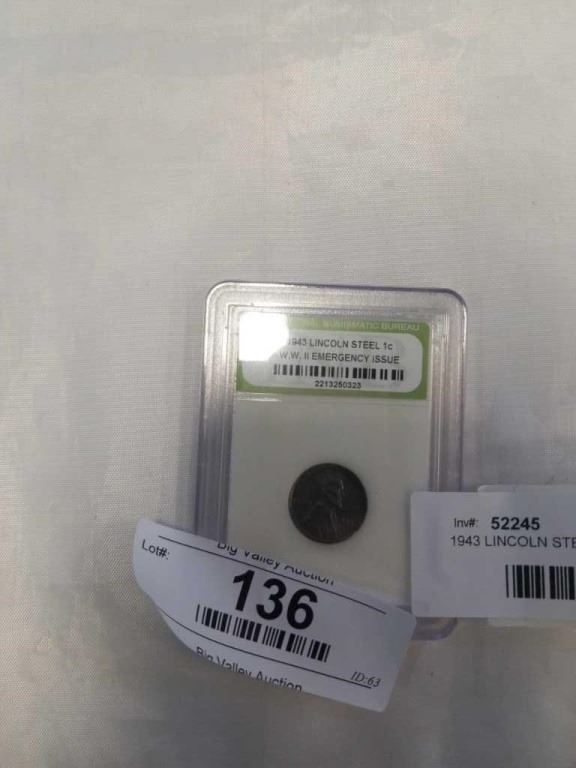 NUMISMATIC BUREAU
1943 LINCOLN STEEL 1c
W.W. II EMERGENCY ISSUE
2213250323
Inv#: 52245
1943 LINCOLN STE
Lot#:
Big Valley Auction
136
Big Valley Auction
ID:63